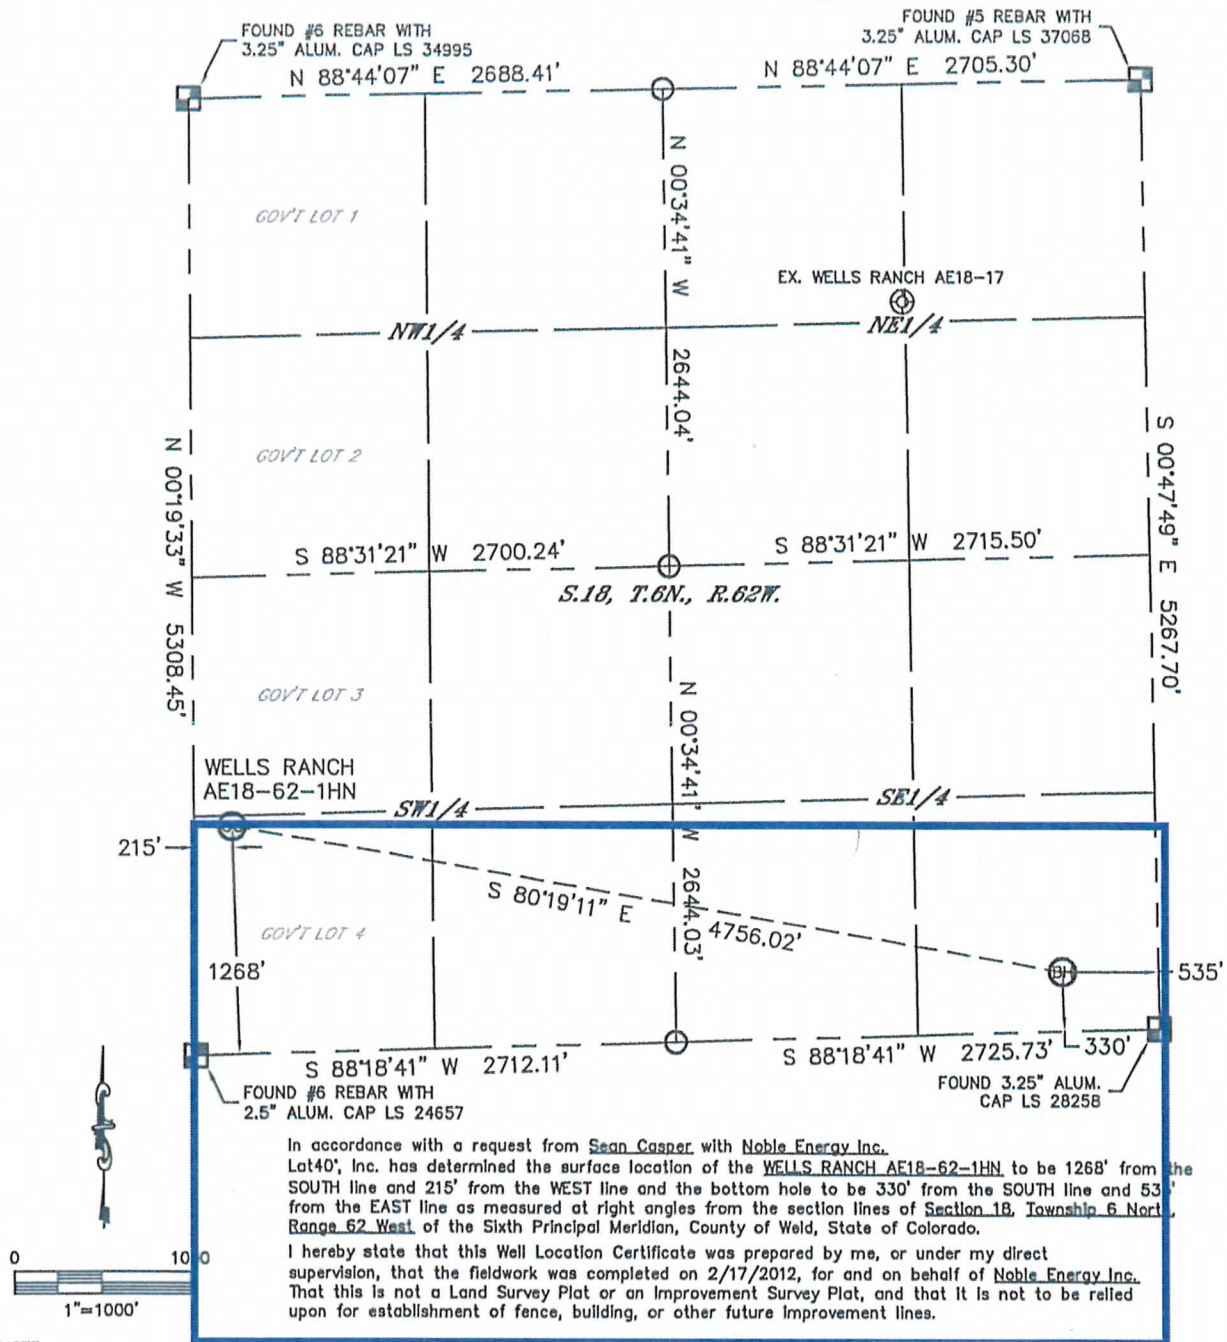 FOUND #6 REBAR WITH
3.25" ALUM. CAP LS 34995
FOUND #5 REBAR WITH
3.25" ALUM. CAP LS 37068
N 88°44'07" E 2688.41'
N 88°44'07" E 2705.30'
N 00°34'41" W 2644.04'
GOV'T LOT 1
EX. WELLS RANCH AE18-17
NW1/4
NE1/4
N 00°19'33" W 5308.45'
S 00°47'49" E 5267.70'
GOV'T LOT 2
S 88°31'21" W 2700.24'
S 88°31'21" W 2715.50'
S.18, T.6N., R.62W.
GOV'T LOT 3
N 00°34'41" W 2644.03'
WELLS RANCH
AE18-62-1HN
SW1/4
SE1/4
215'
S 80°19'11" E 4756.02'
GOV'T LOT 4
1268'
BH
535'
S 88°18'41" W 2712.11'
S 88°18'41" W 2725.73'
330'
FOUND #6 REBAR WITH
2.5" ALUM. CAP LS 24657
FOUND 3.25" ALUM.
CAP LS 28258
In accordance with a request from Sean Casper with Noble Energy Inc.
Lat40°, Inc. has determined the surface location of the WELLS RANCH AE18-62-1HN to be 1268' from the
SOUTH line and 215' from the WEST line and the bottom hole to be 330' from the SOUTH line and 535'
from the EAST line as measured at right angles from the section lines of Section 18, Township 6 North,
Range 62 West of the Sixth Principal Meridian, County of Weld, State of Colorado.
I hereby state that this Well Location Certificate was prepared by me, or under my direct
supervision, that the fieldwork was completed on 2/17/2012, for and on behalf of Noble Energy Inc.
That this is not a Land Survey Plat or an Improvement Survey Plat, and that it is not to be relied
upon for establishment of fence, building, or other future improvement lines.
0 1000
1"=1000'